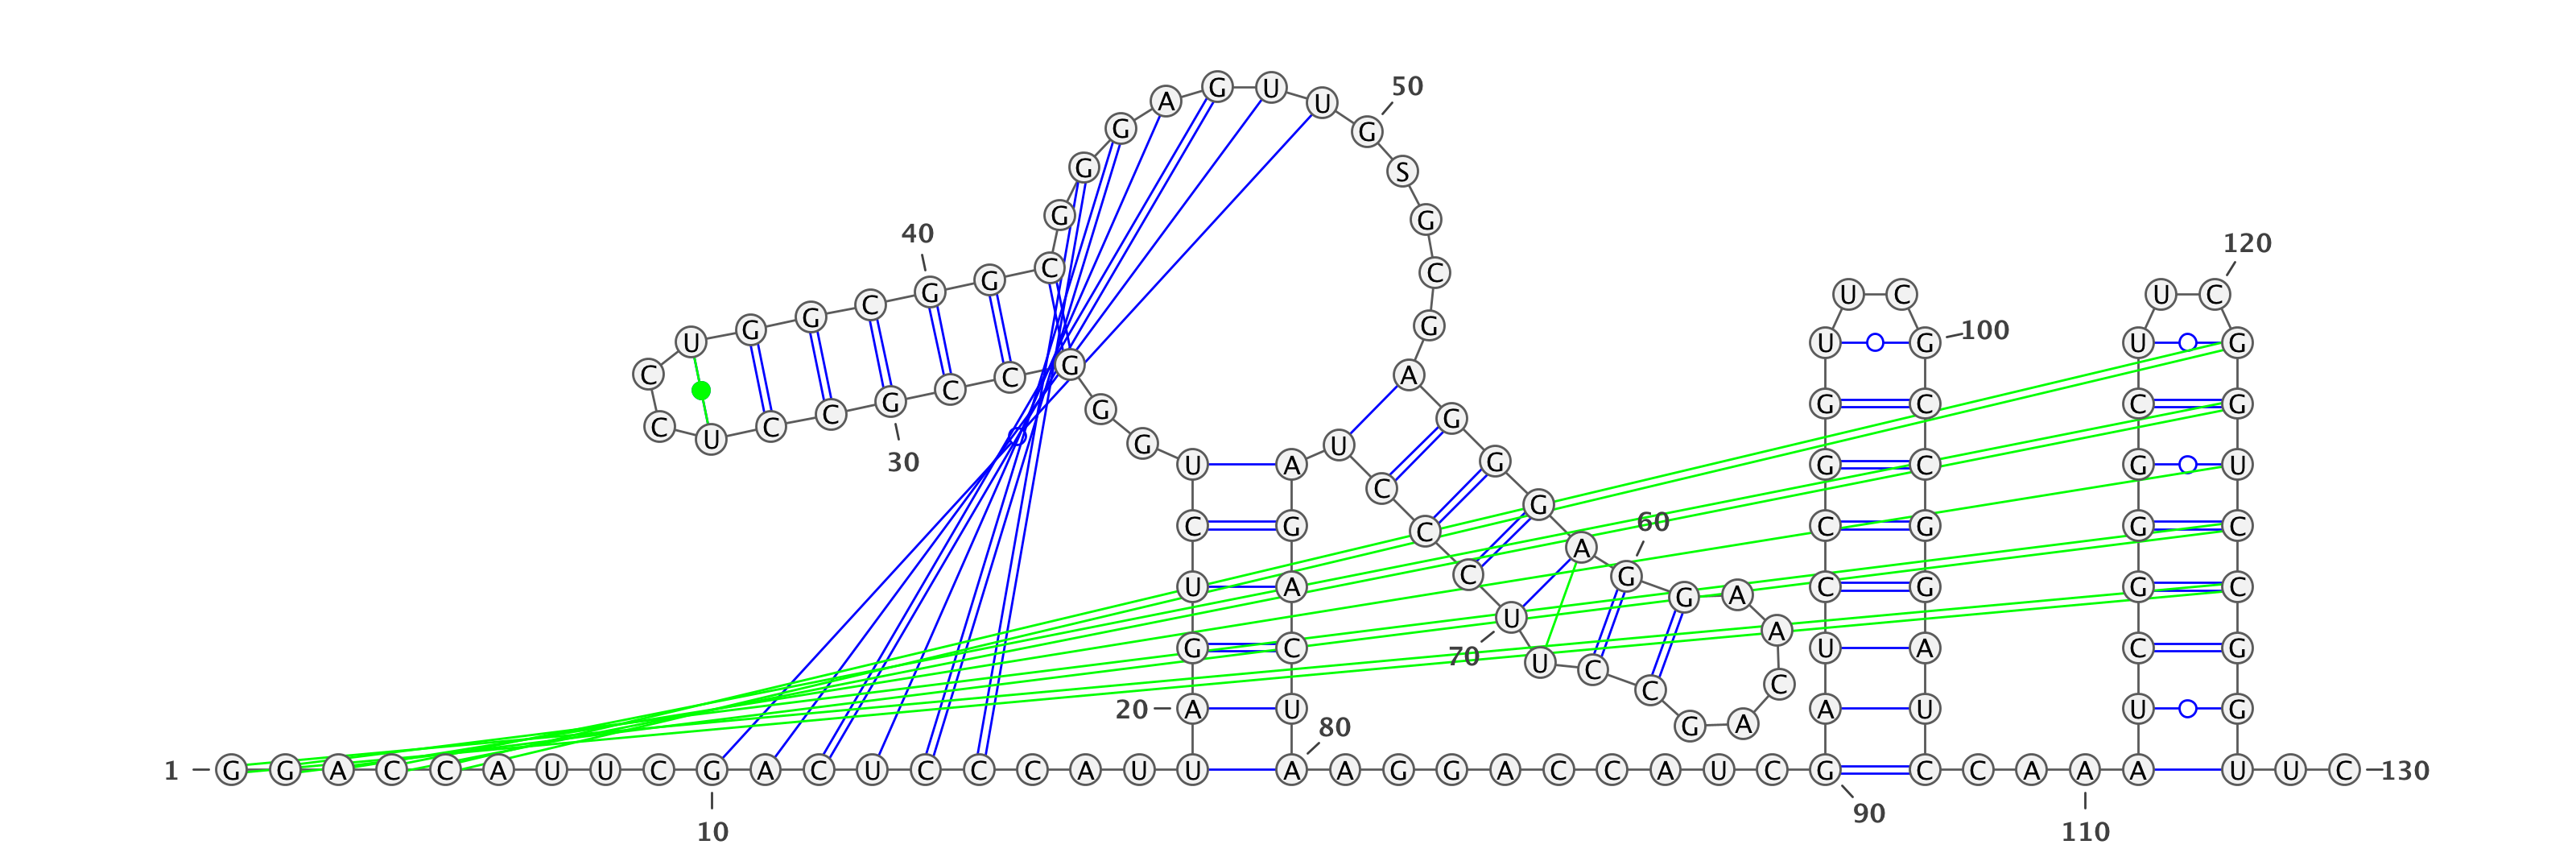 1
G G A C C A U U C G
10
A C U C C C A U U A
20
G U C U G G G C C G
30
C C U C C U G G C G
40
G C G G G A G U U G
50
S G C G A G G G A G
60
G A A C A G C C U U
70
C C C U A G A C U A
80
A G G A C C A U C G
90
A U C C G G U U C G
100
C C G G A U C C A A
110
A U C G G G C U U C
120
G G U C C G G U U C
130